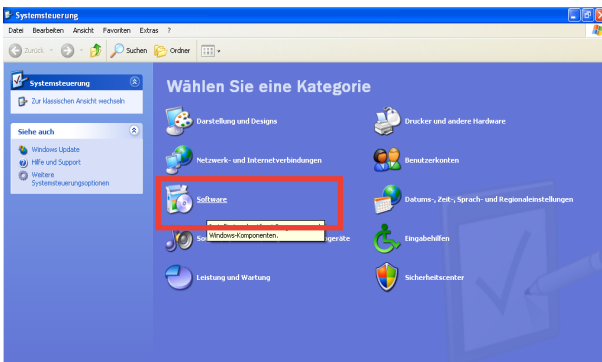 Systemsteuerung
Datei Bearbeiten Ansicht Favoriten Extras ?
Zurück Suchen Ordner
Systemsteuerung
Zur klassischen Ansicht wechseln
Siehe auch
Windows Update
Hilfe und Support
Weitere
Systemsteuerungsoptionen
Wählen Sie eine Kategorie
Darstellung und Designs
Drucker und andere Hardware
Netzwerk- und Internetverbindungen
Benutzerkonten
Software
Datums-, Zeit-, Sprach- und Regionaleinstellungen
Windows-Komponenten.
Eingabehilfen
Leistung und Wartung
Sicherheitscenter